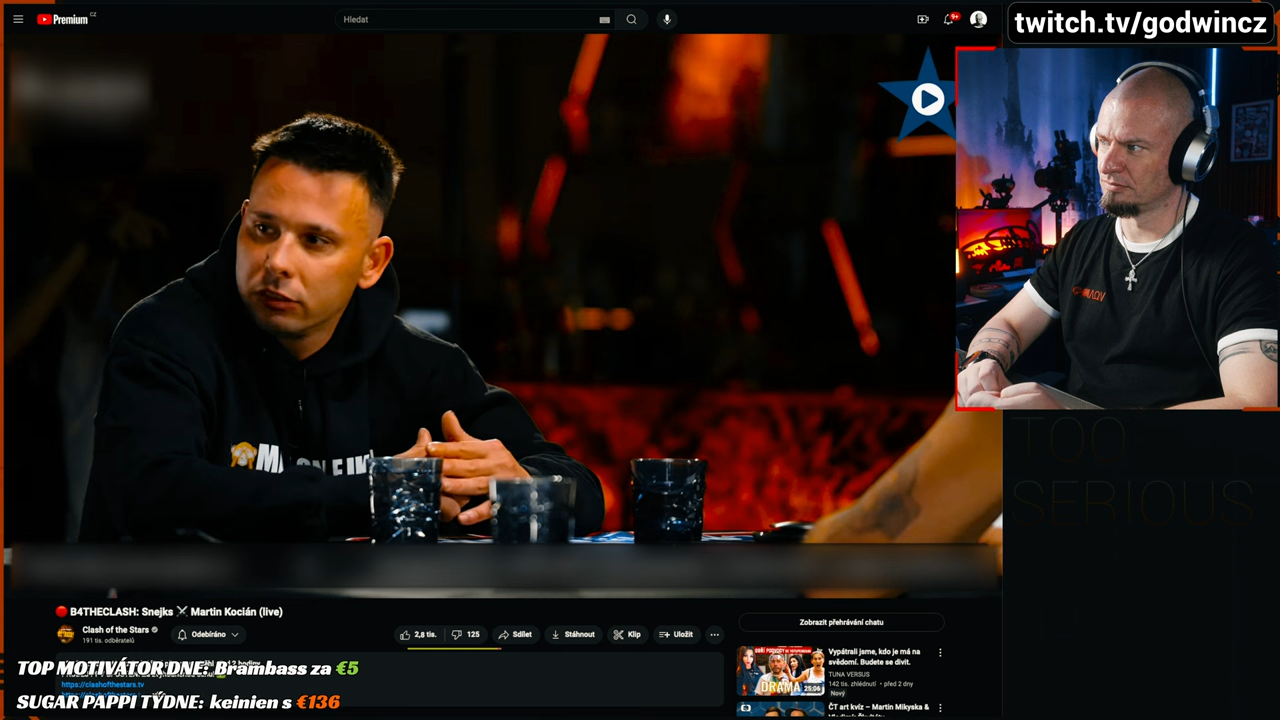 Premium CZ
Hledat
9+
twitch.tv/godwincz
TOO
SERIOUS
B4THECLASH: Snejks ⚔ Martin Kocián (live)
Clash of the Stars
191 tis. odběratelů
Odebíráno
2,8 tis.
125
Sdílet
Stáhnout
Klip
Uložit
Zobrazit přehrávání chatu
Vypátrali jsme, kdo je má na
svědomí. Budete se divit.
TUNA VERSUS
142 tis. zhlédnutí • před 2 dny
Nový
DRAMA
25:06
ČT art kvíz – Martin Mikyska &
TOP MOTIVÁTOR DNE: Brambass za €5
https://clashofthestars.tv
SUGAR TAPPI TÝDNE: keinien s €136